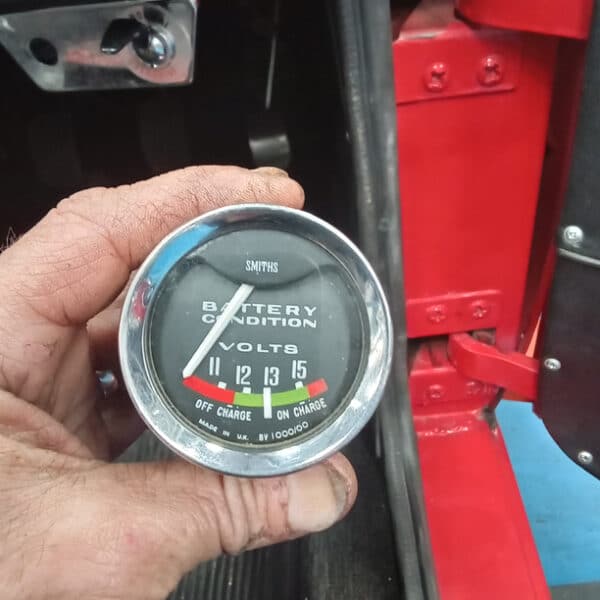 SMITHS
BATTERY
CONDITION
VOLTS
11 12 13 15
OFF CHARGE ON CHARGE
MADE IN U.K. BV 1000/00